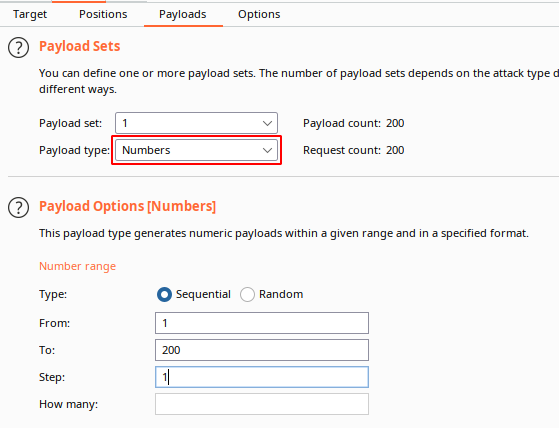 Target Positions Payloads Options
? Payload Sets
You can define one or more payload sets. The number of payload sets depends on the attack type d
different ways.
Payload set: 1 Payload count: 200
Payload type: Numbers Request count: 200
? Payload Options [Numbers]
This payload type generates numeric payloads within a given range and in a specified format.
Number range
Type: Sequential Random
From: 1
To: 200
Step: 1
How many: